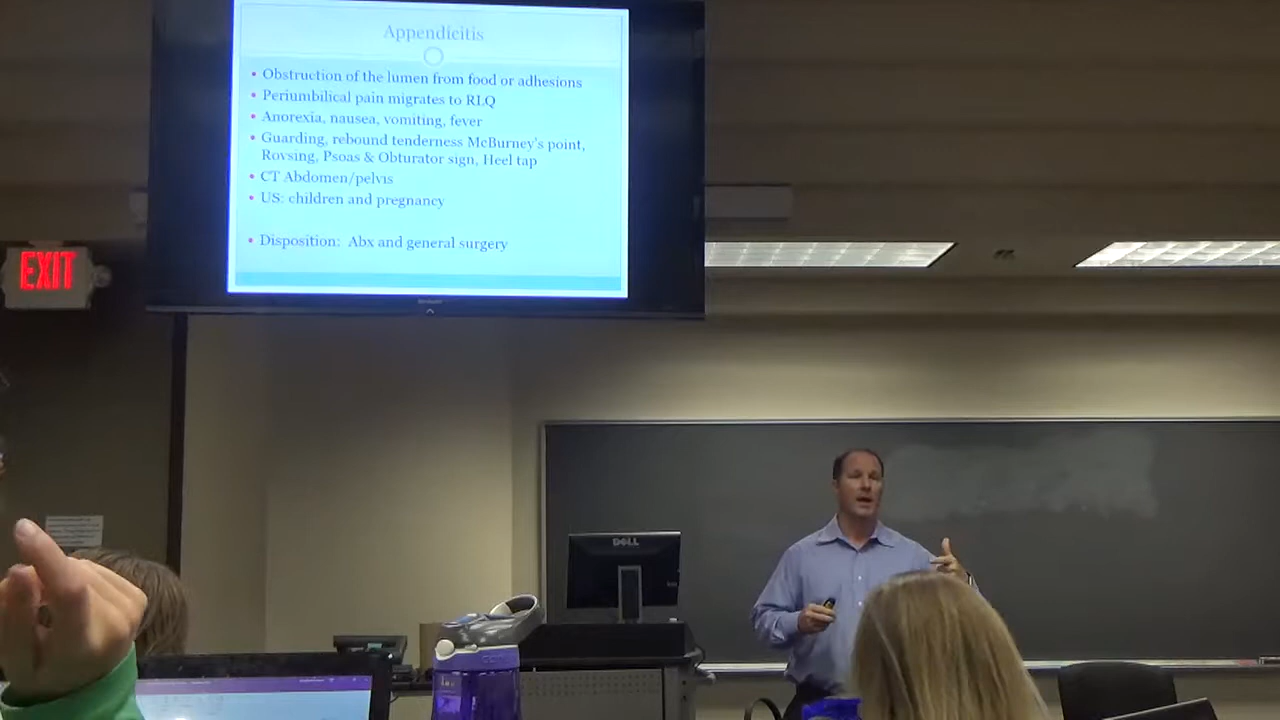 Appendicitis
• Obstruction of the lumen from food or adhesions
• Periumbilical pain migrates to RLQ
• Anorexia, nausea, vomiting, fever
• Guarding, rebound tenderness McBurney's point,
Rovsing, Psoas & Obturator sign, Heel tap
• CT Abdomen/pelvis
• US: children and pregnancy
• Disposition: Abx and general surgery
EXIT
DELL